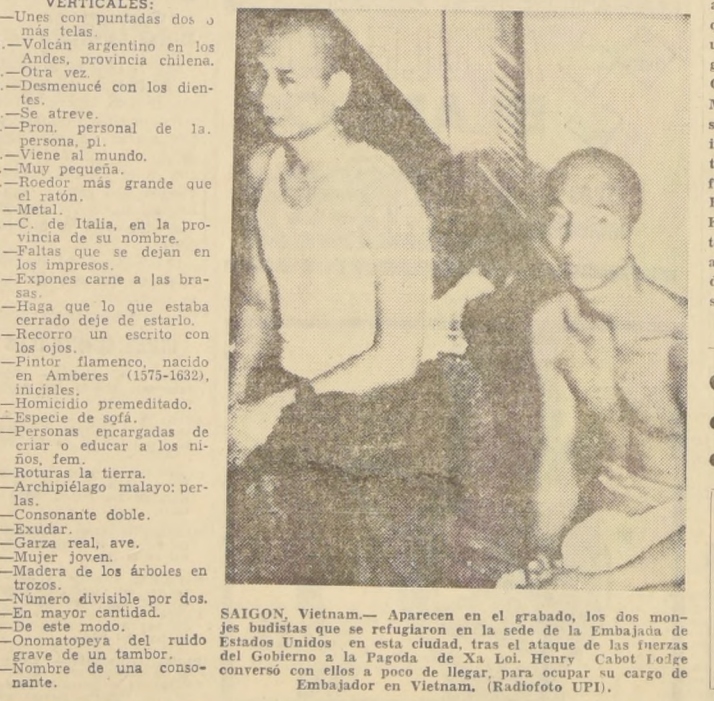 VERTICALES:
—Unes con puntadas dos o
más telas.
.—Volcán argentino en los
Andes, provincia chilena.
.—Otra vez.
.—Desmenucé con los dien-
tes.
.—Se atreve.
.—Pron. personal de la.
persona, pl.
.—Viene al mundo.
.—Muy pequeña.
.—Roedor más grande que
el ratón.
—Metal.
—C. de Italia, en la pro-
vincia de su nombre.
—Faltas que se dejan en
los impresos.
—Expones carne a las bra-
sas.
—Haga que lo que estaba
cerrado deje de estarlo.
—Recorro un escrito con
los ojos.
—Pintor flamenco, nacido
en Amberes (1575-1632),
iniciales.
—Homicidio premeditado.
—Especie de sofá.
—Personas encargadas de
criar o educar a los ni-
ños, fem.
—Roturas la tierra.
—Archipiélago malayo: per-
las.
—Consonante doble.
—Exudar.
—Garza real, ave.
—Mujer joven.
—Madera de los árboles en
trozos.
—Número divisible por dos.
—En mayor cantidad.
—De este modo.
—Onomatopeya del ruido
grave de un tambor.
—Nombre de una conso-
nante.
SAIGON, Vietnam.— Aparecen en el grabado, los dos mon-
jes budistas que se refugiaron en la sede de la Embajada de
Estados Unidos en esta ciudad, tras el ataque de las fuerzas
del Gobierno a la Pagoda de Xa Loi. Henry Cabot Lodge
conversó con ellos a poco de llegar, para ocupar su cargo de
Embajador en Vietnam. (Radiofoto UPI).